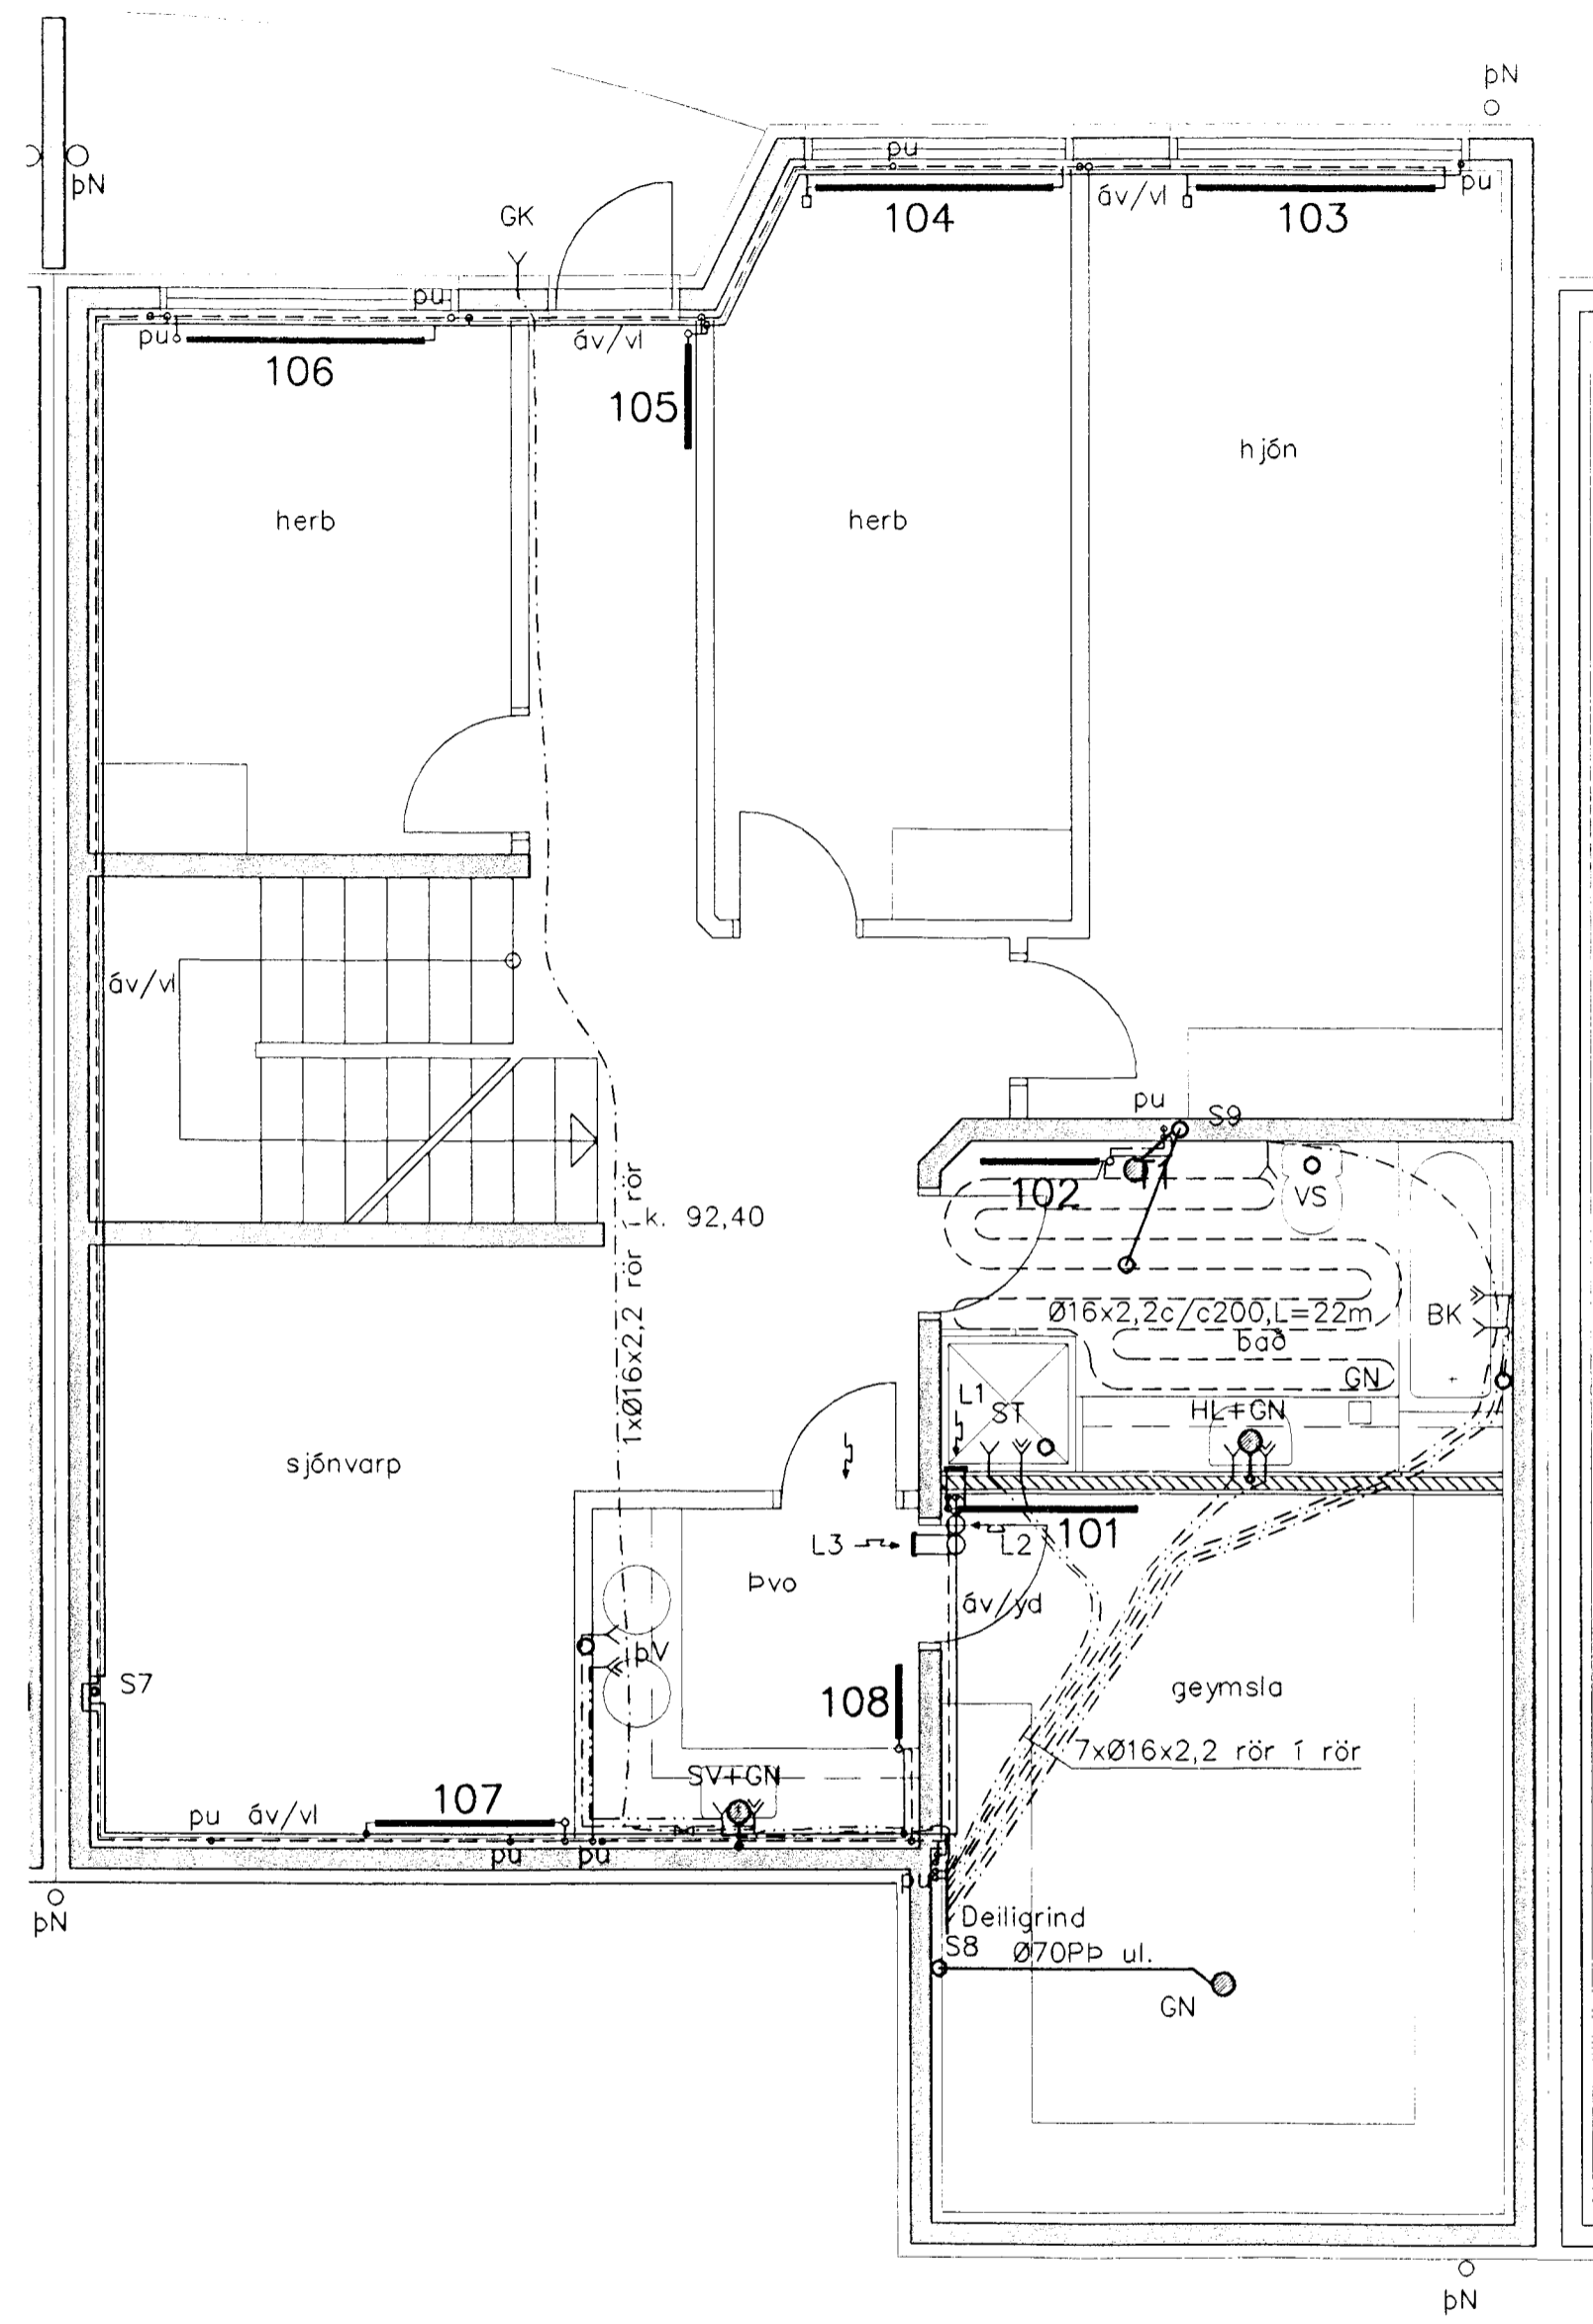 þN
pu
þN
pu
áv/vl
104
103
GK
pu
pu
áv/vl
106
105
hjón
herb
herb
áv/vl
pu
S9
T1
102
VS
k. 92,40
1xØ16x2,2 rör í rör
Ø16x2,2c/c200,L=22m
BK
bað
GN
L1
ST
HL+GN
sjónvarp
101
L3
L2
Þvo
áv/yd
þV
S7
108
geymsla
7xØ16x2,2 rör í rör
SV+GN
107
pu áv/vl
pu
pu
pu
þN
Deiligrind
S8
Ø70PÞ ul.
GN
þN